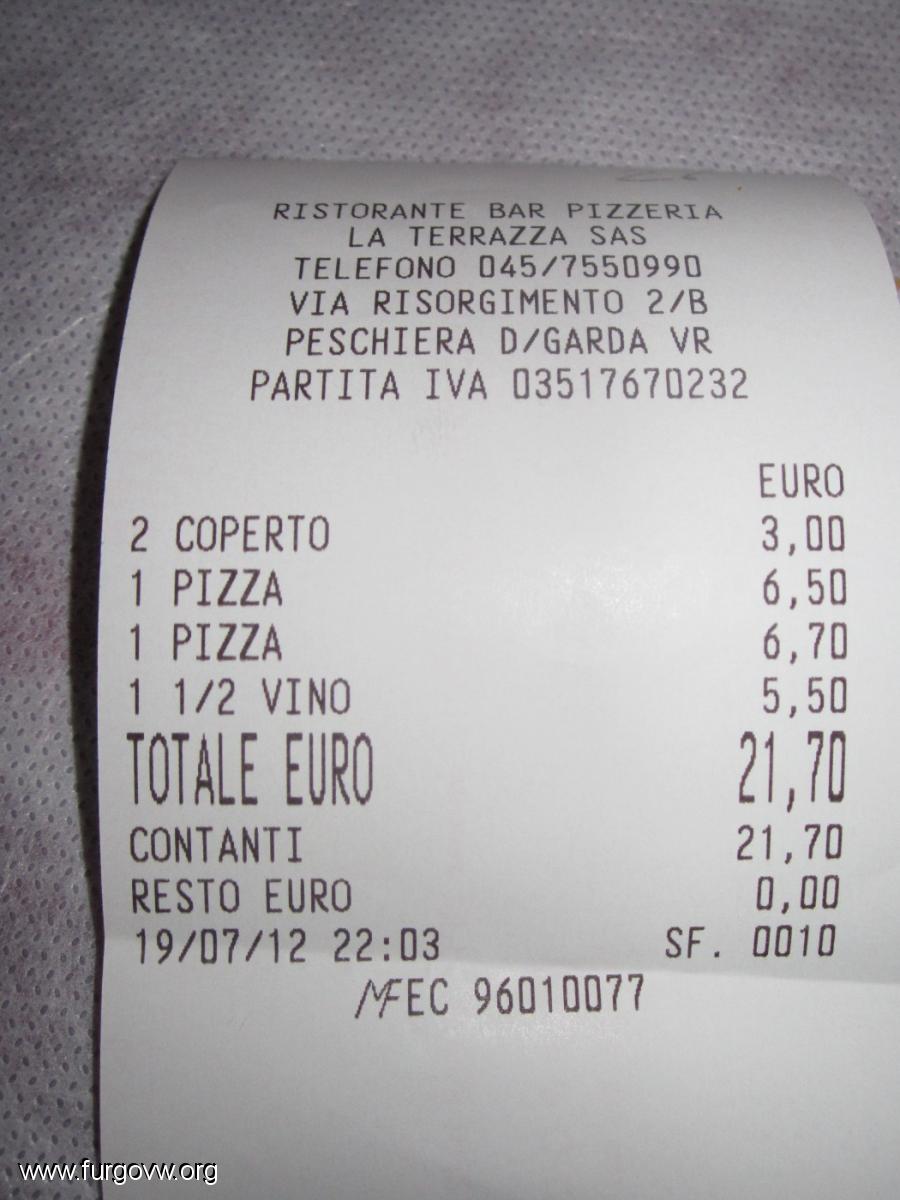 RISTORANTE BAR PIZZERIA
LA TERRAZZA SAS
TELEFONO 045/7550990
VIA RISORGIMENTO 2/B
PESCHIERA D/GARDA VR
PARTITA IVA 03517670232
EURO
2 COPERTO 3,00
1 PIZZA 6,50
1 PIZZA 6,70
1 1/2 VINO 5,50
TOTALE EURO 21,70
CONTANTI 21,70
RESTO EURO 0,00
19/07/12 22:03 SF. 0010
MFEC 96010077
www.furgovw.org